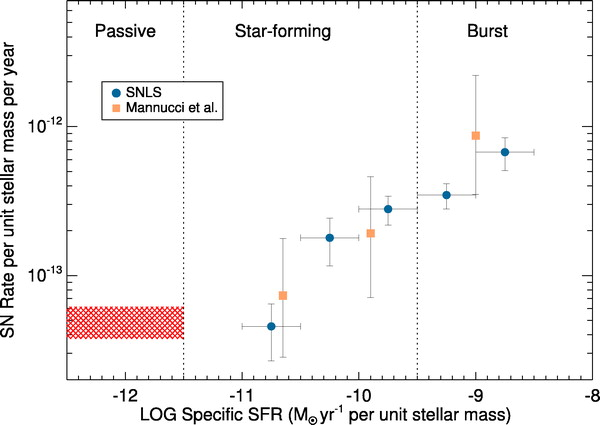 Passive Star-forming Burst
SNLS
Mannucci et al.
SN Rate per unit stellar mass per year
10⁻¹²
10⁻¹³
-12 -11 -10 -9 -8
LOG Specific SFR (M☉yr⁻¹ per unit stellar mass)